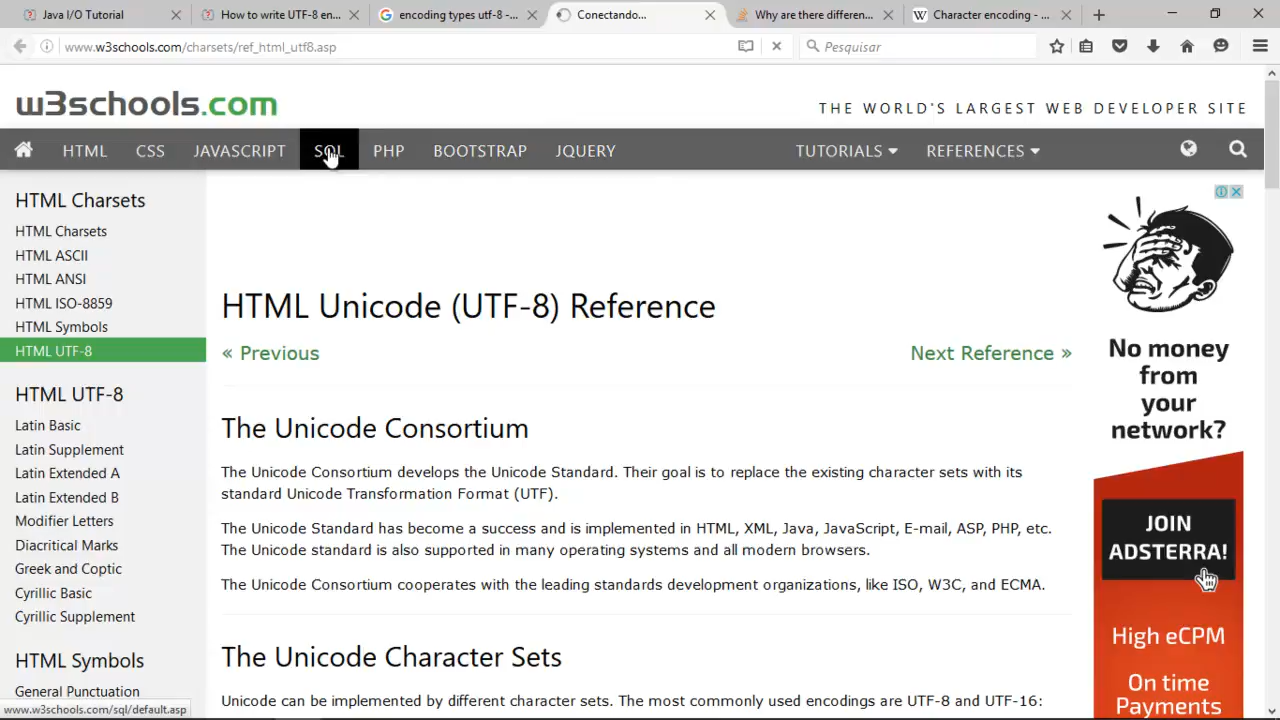 Java I/O Tutorial
How to write UTF-8 en...
encoding types utf-8 -...
Conectando...
Why are there differen...
Character encoding - ...
www.w3schools.com/charsets/ref_html_utf8.asp
Pesquisar
w3schools.com
THE WORLD'S LARGEST WEB DEVELOPER SITE
HTML CSS JAVASCRIPT SQL PHP BOOTSTRAP JQUERY TUTORIALS REFERENCES
HTML Charsets
HTML Charsets
HTML ASCII
HTML ANSI
HTML ISO-8859
HTML Symbols
HTML UTF-8
HTML UTF-8
Latin Basic
Latin Supplement
Latin Extended A
Latin Extended B
Modifier Letters
Diacritical Marks
Greek and Coptic
Cyrillic Basic
Cyrillic Supplement
HTML Symbols
General Punctuation
www.w3schools.com/sql/default.asp
HTML Unicode (UTF-8) Reference
« Previous
Next Reference »
The Unicode Consortium
The Unicode Consortium develops the Unicode Standard. Their goal is to replace the existing character sets with its
standard Unicode Transformation Format (UTF).
The Unicode Standard has become a success and is implemented in HTML, XML, Java, JavaScript, E-mail, ASP, PHP, etc.
The Unicode standard is also supported in many operating systems and all modern browsers.
The Unicode Consortium cooperates with the leading standards development organizations, like ISO, W3C, and ECMA.
The Unicode Character Sets
Unicode can be implemented by different character sets. The most commonly used encodings are UTF-8 and UTF-16:
No money
from
your
network?
JOIN
ADSTERRA!
High eCPM
On time
Payments